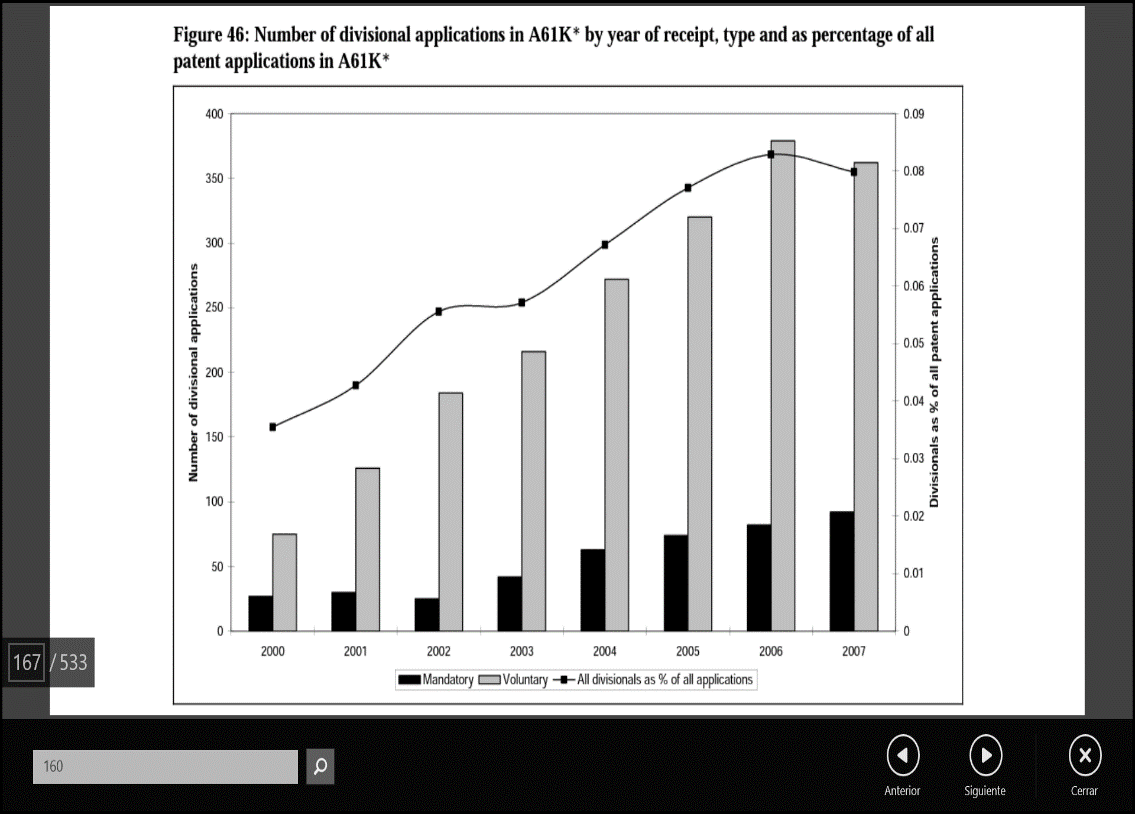 Figure 46: Number of divisional applications in A61K* by year of receipt, type and as percentage of all
patent applications in A61K*
400
350
300
250
200
150
100
50
0
Number of divisional applications
0.09
0.08
0.07
0.06
0.05
0.04
0.03
0.02
0.01
0
Divisionals as % of all patent applications
2000 2001 2002 2003 2004 2005 2006 2007
Mandatory Voluntary All divisionals as % of all applications
167 / 533
160
Anterior Siguiente Cerrar